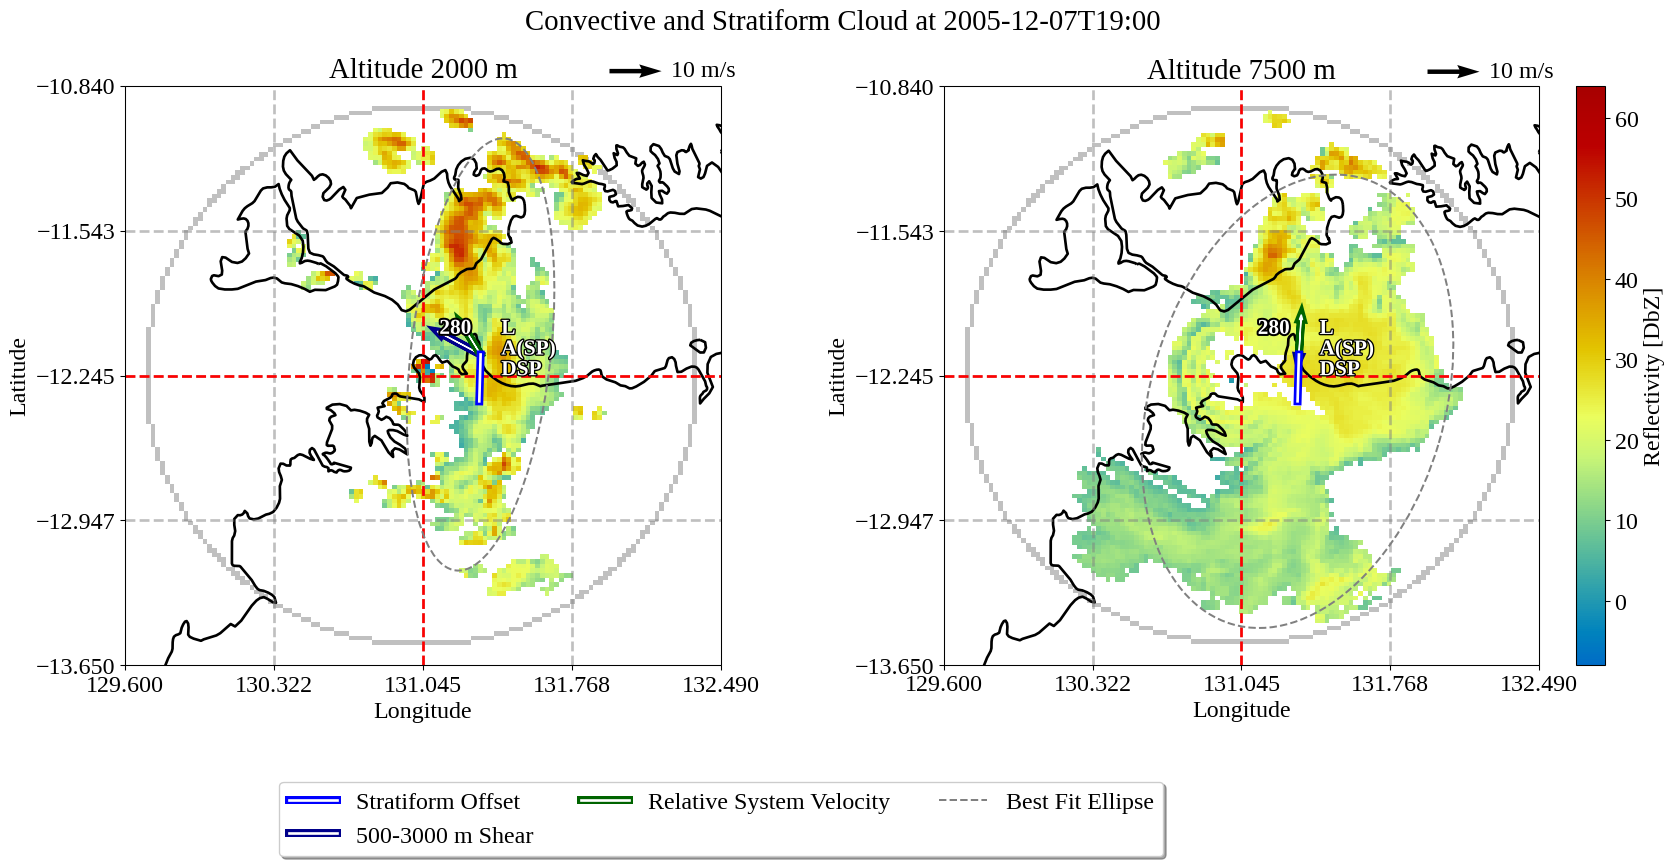 Convective and Stratiform Cloud at 2005-12-07T19:00
Altitude 2000 m
10 m/s
Altitude 7500 m
10 m/s
−10.840
−11.543
−12.245
−12.947
−13.650
129.600
130.322
131.045
131.768
132.490
Longitude
Latitude
280
L
A(SP)
DSP
−10.840
−11.543
−12.245
−12.947
−13.650
129.600
130.322
131.045
131.768
132.490
Longitude
Latitude
280
L
A(SP)
DSP
60
50
40
30
20
10
0
Reflectivity [DbZ]
Stratiform Offset
Relative System Velocity
Best Fit Ellipse
500-3000 m Shear